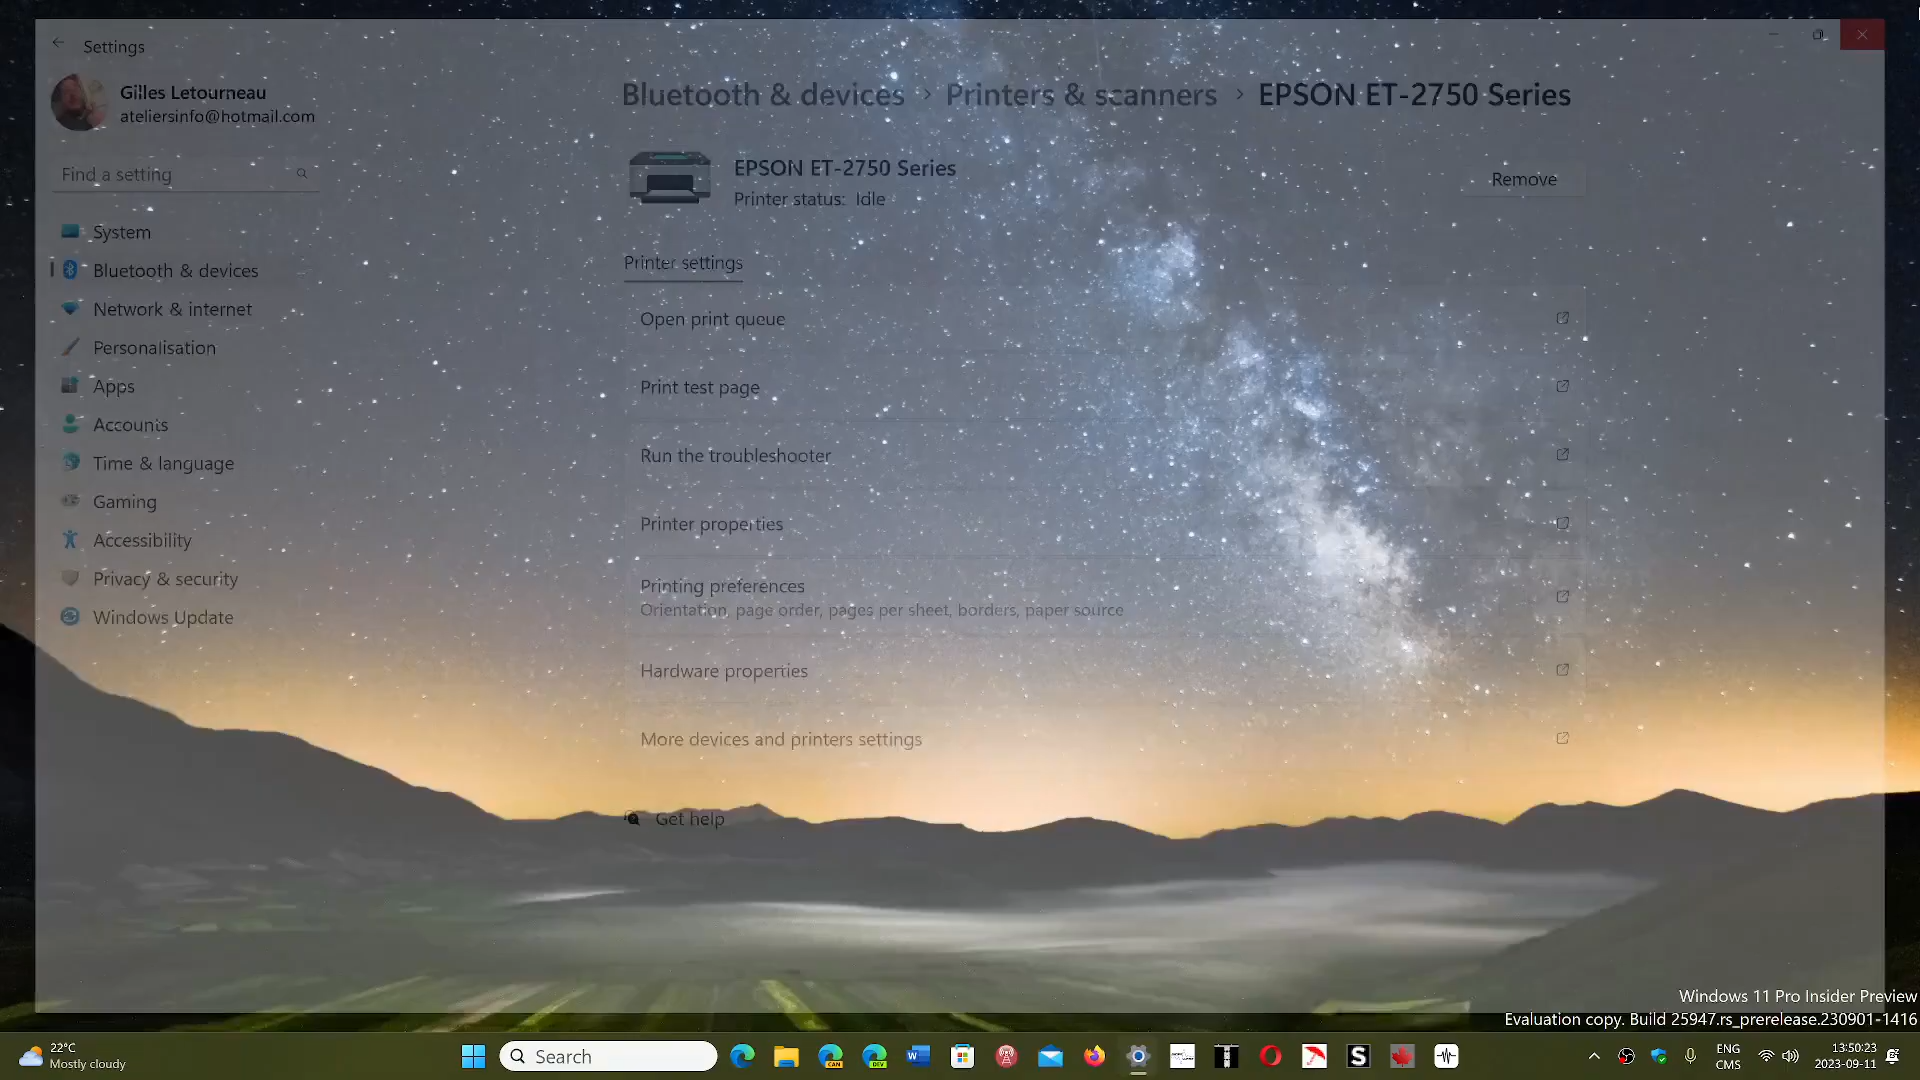 Settings
Gilles Letourneau
ateliersinfo@hotmail.com
Find a setting
System
Bluetooth & devices
Network & internet
Personalisation
Apps
Accounts
Time & language
Gaming
Accessibility
Privacy & security
Windows Update
Bluetooth & devices › Printers & scanners › EPSON ET-2750 Series
EPSON ET-2750 Series
Printer status: Idle
Remove
Printer settings
Open print queue
Print test page
Run the troubleshooter
Printer properties
Printing preferences
Orientation, page order, pages per sheet, borders, paper source
Hardware properties
More devices and printers settings
Get help
Windows 11 Pro Insider Preview
Evaluation copy. Build 25947.rs_prerelease.230901-1416
22°C
Mostly cloudy
Search
CAN
DEV
W
S
ENG
CMS
13:50:23
2023-09-11